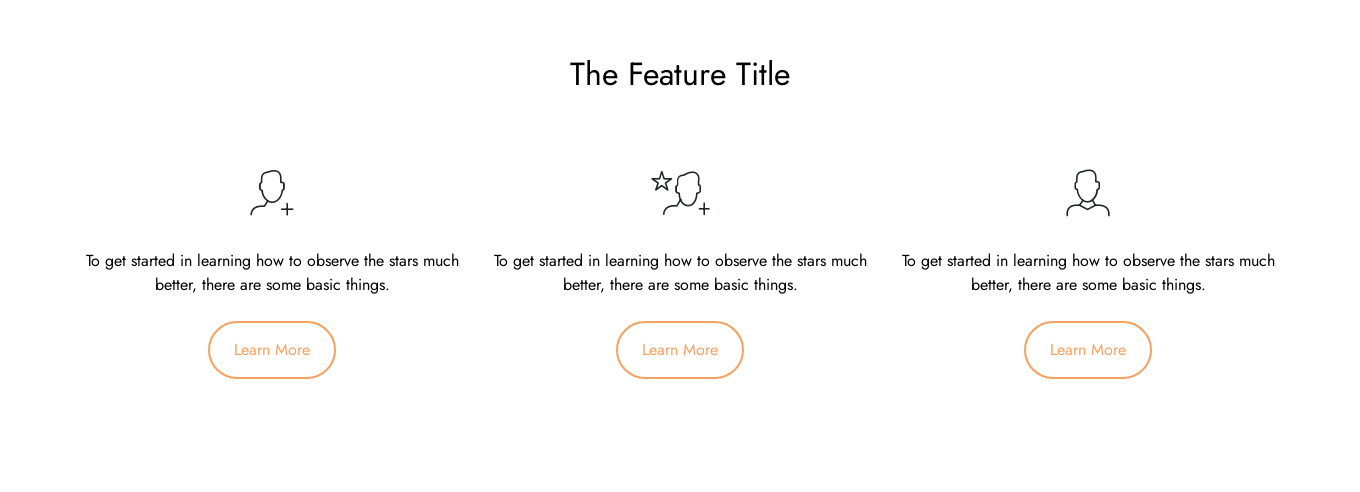 The Feature Title
To get started in learning how to observe the stars much
better, there are some basic things.
Learn More
To get started in learning how to observe the stars much
better, there are some basic things.
Learn More
To get started in learning how to observe the stars much
better, there are some basic things.
Learn More